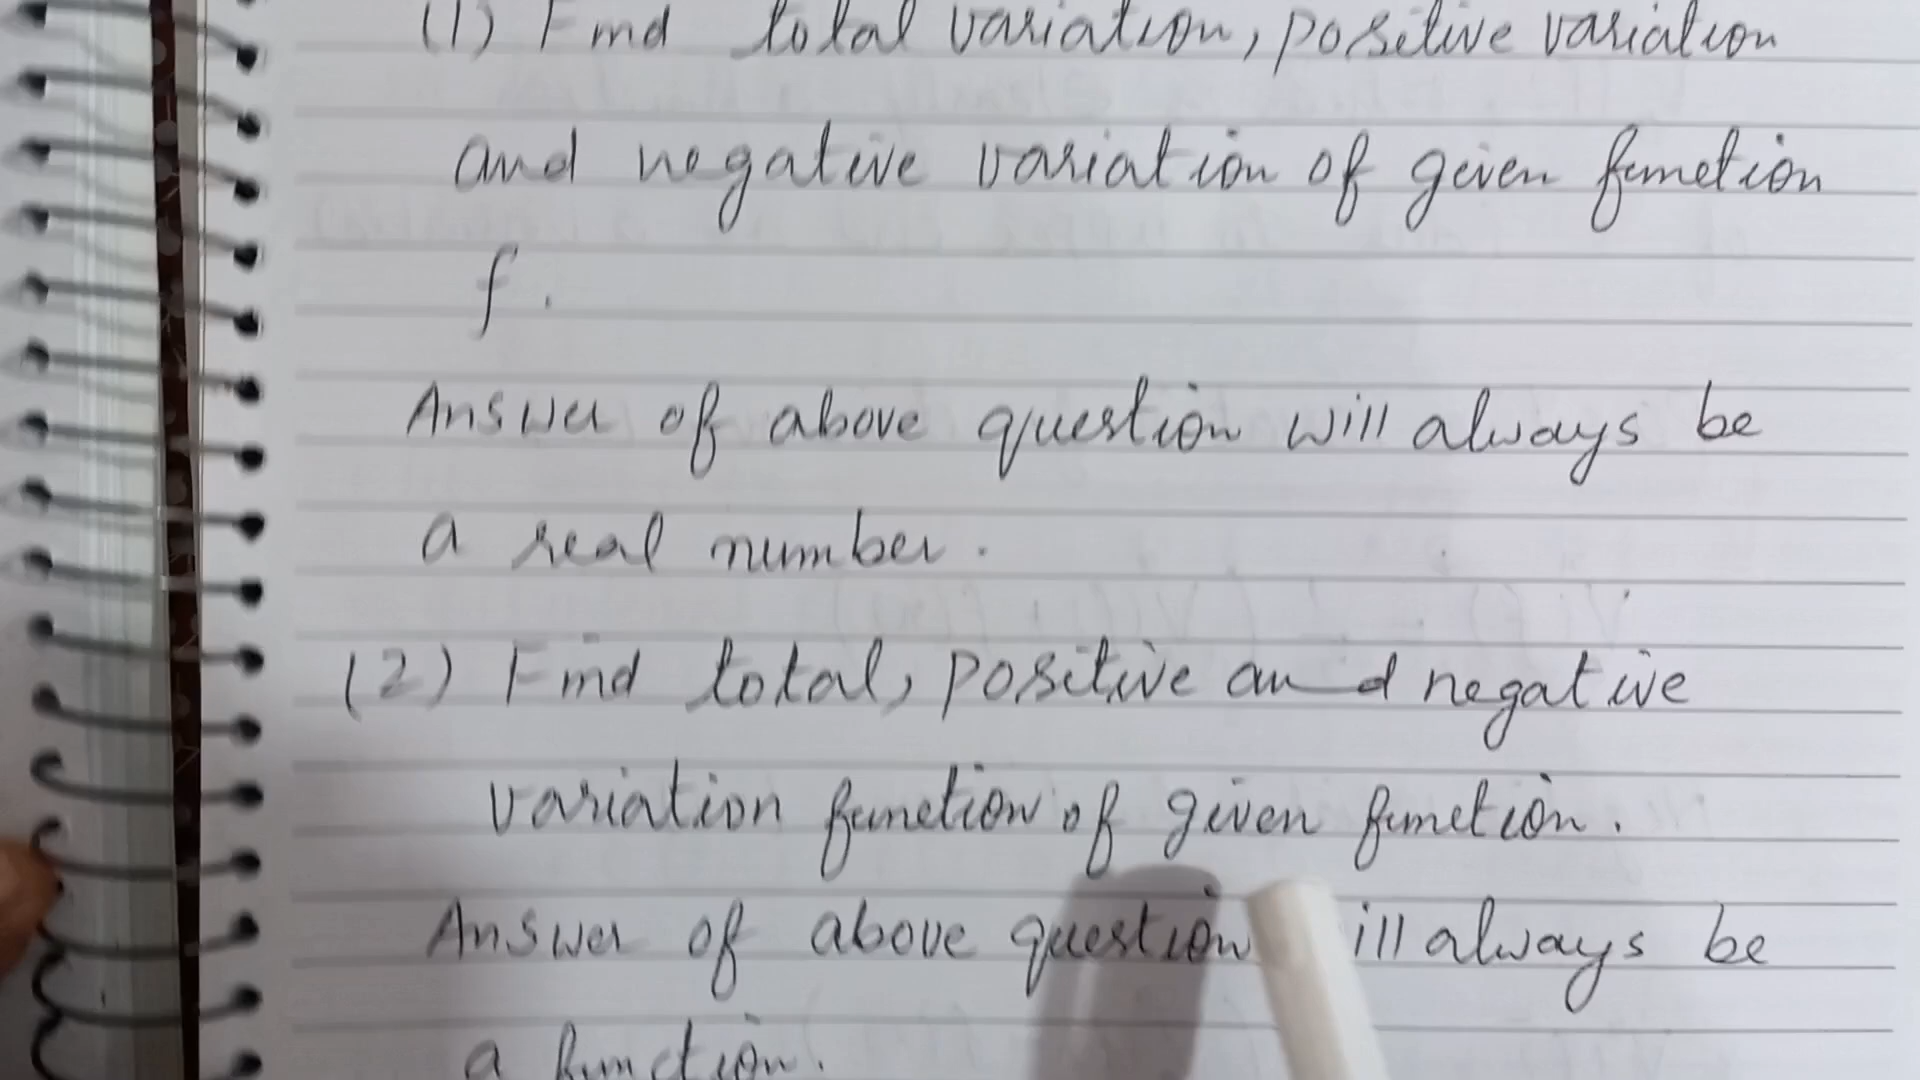 (1) Find total variation, positive variation
and negative variation of given function
f.
Answer of above question will always be
a real number.
(2) Find total, positive and negative
variation function of given function.
Answer of above question ill always be
a function.